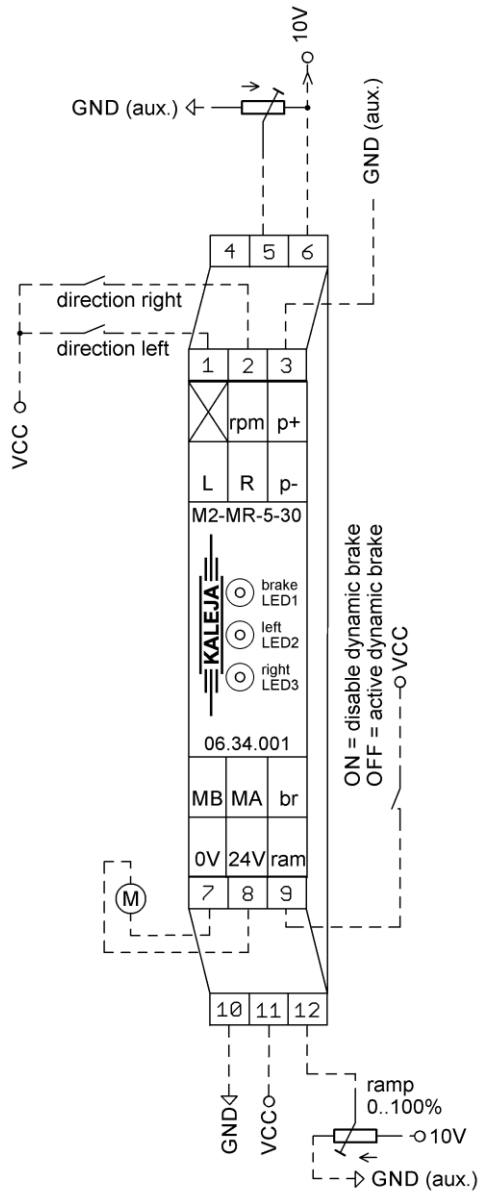 10V
GND (aux.)
GND (aux.)
4 5 6
direction right
direction left
1 2 3
VCC
rpm p+
L R p-
M2-MR-5-30
KALEJA
brake
LED1
left
LED2
right
LED3
ON = disable dynamic brake
OFF = active dynamic brake
VCC
06.34.001
MB MA br
0V 24V ram
7 8 9
M
10 11 12
GND
VCC
ramp
0..100%
10V
GND (aux.)